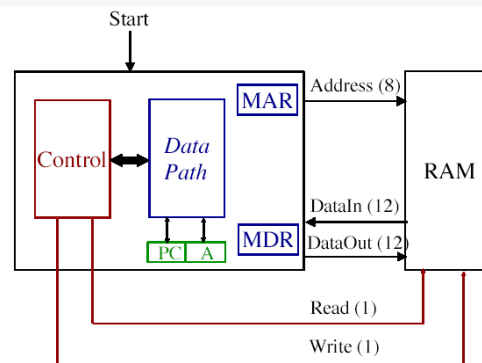 Start
MAR
Address (8)
Control
Data
Path
RAM
DataIn (12)
MDR
DataOut (12)
PC
A
Read (1)
Write (1)